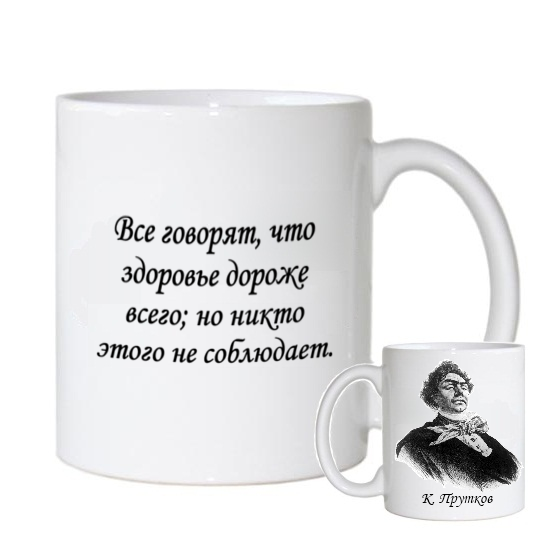 Все говорят, что
здоровье дороже
всего; но никто
этого не соблюдает.
К. Прутков